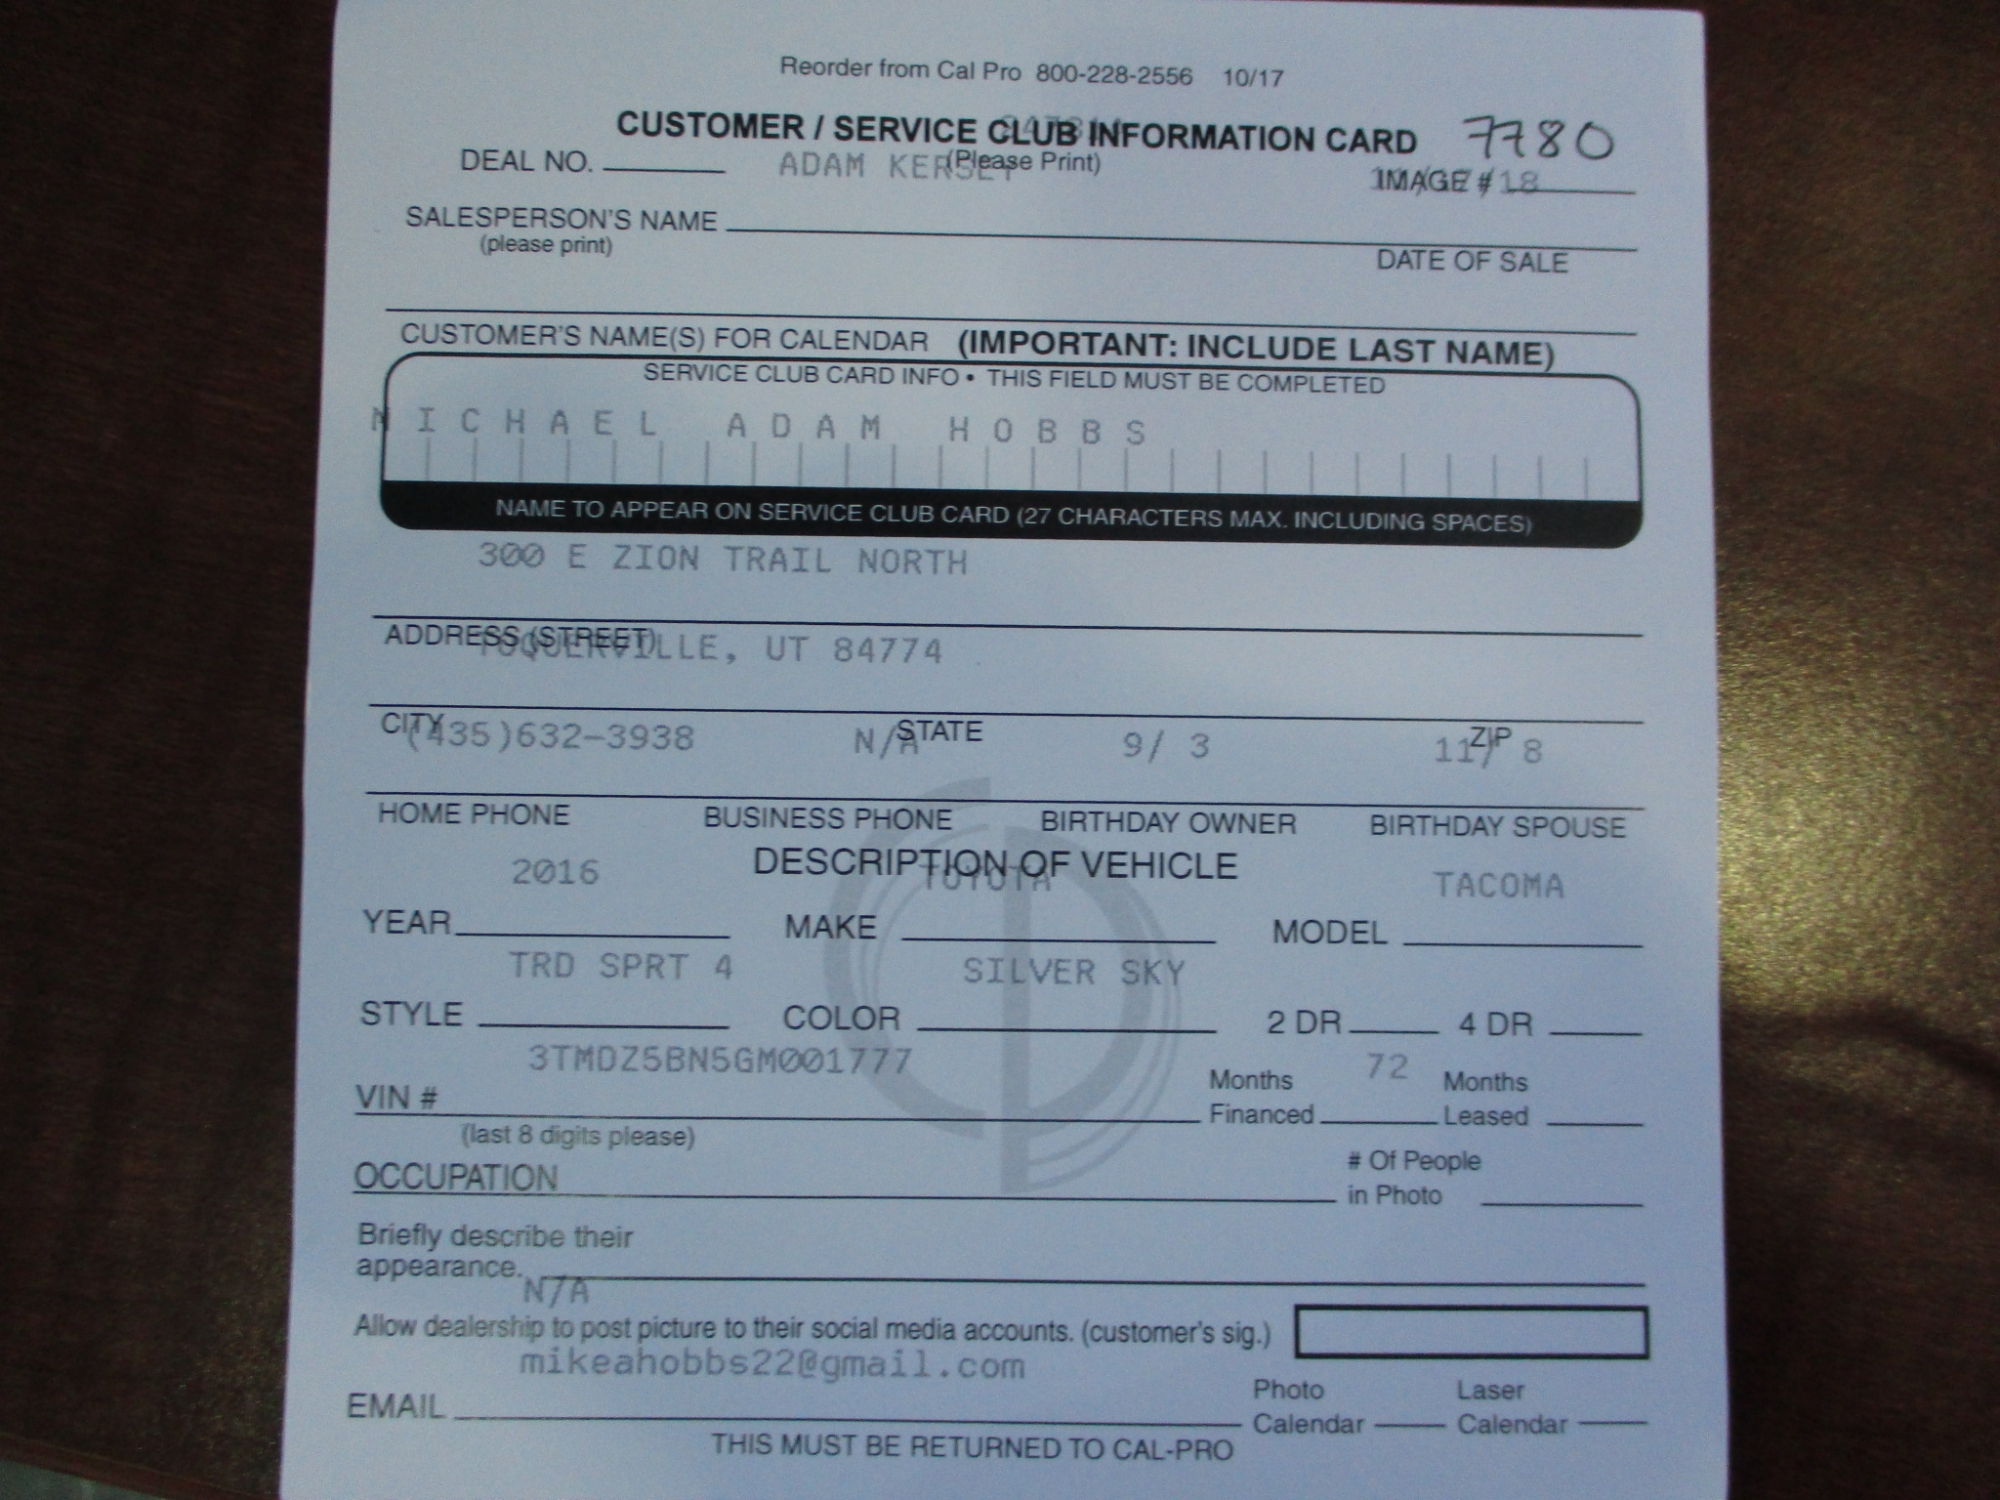 Reorder from Cal Pro 800-228-2556 10/17
CUSTOMER / SERVICE CLUB INFORMATION CARD 7780
DEAL NO. ADAM KERSEY (Please Print) IMAGE #
SALESPERSON'S NAME
(please print) DATE OF SALE
CUSTOMER'S NAME(S) FOR CALENDAR (IMPORTANT: INCLUDE LAST NAME)
SERVICE CLUB CARD INFO • THIS FIELD MUST BE COMPLETED
MICHAEL ADAM HOBBS
NAME TO APPEAR ON SERVICE CLUB CARD (27 CHARACTERS MAX. INCLUDING SPACES)
300 E ZION TRAIL NORTH
ADDRESS (STREET)
TOQUERVILLE, UT 84774
CITY STATE ZIP
(435)632-3938 N/A 9/ 3 11/ 8
HOME PHONE BUSINESS PHONE BIRTHDAY OWNER BIRTHDAY SPOUSE
DESCRIPTION OF VEHICLE
2016 TOYOTA TACOMA
YEAR MAKE MODEL
TRD SPRT 4 SILVER SKY
STYLE COLOR 2 DR 4 DR
3TMDZ5BN5GM001777 72
VIN # Months Financed Months Leased
(last 8 digits please)
OCCUPATION # Of People in Photo
Briefly describe their
appearance.
N/A
Allow dealership to post picture to their social media accounts. (customer's sig.)
mikeahobbs22@gmail.com
EMAIL Photo Calendar Laser Calendar
THIS MUST BE RETURNED TO CAL-PRO